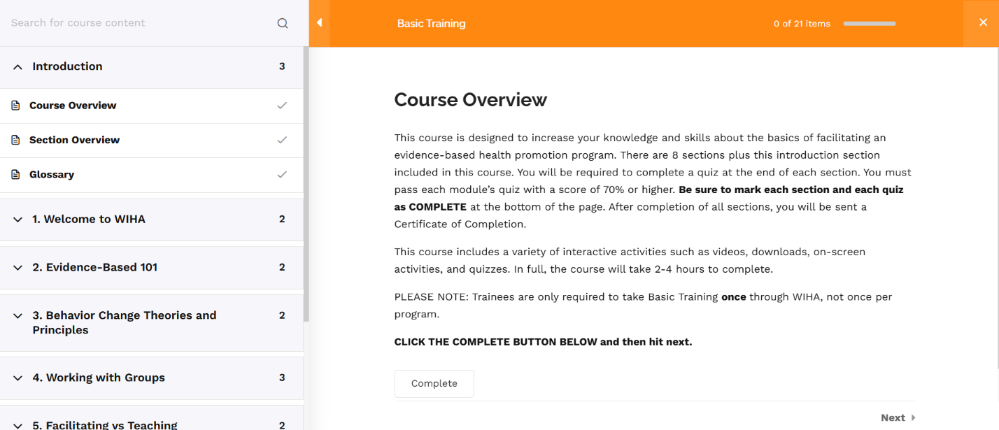 Search for course content
Introduction 3
Course Overview
Section Overview
Glossary
1. Welcome to WIHA 2
2. Evidence-Based 101 2
3. Behavior Change Theories and 2
Principles
4. Working with Groups 3
5. Facilitating vs Teaching 2
Basic Training
0 of 21 items
Course Overview
This course is designed to increase your knowledge and skills about the basics of facilitating an
evidence-based health promotion program. There are 8 sections plus this introduction section
included in this course. You will be required to complete a quiz at the end of each section. You must
pass each module’s quiz with a score of 70% or higher. Be sure to mark each section and each quiz
as COMPLETE at the bottom of the page. After completion of all sections, you will be sent a
Certificate of Completion.
This course includes a variety of interactive activities such as videos, downloads, on-screen
activities, and quizzes. In full, the course will take 2-4 hours to complete.
PLEASE NOTE: Trainees are only required to take Basic Training once through WIHA, not once per
program.
CLICK THE COMPLETE BUTTON BELOW and then hit next.
Complete
Next